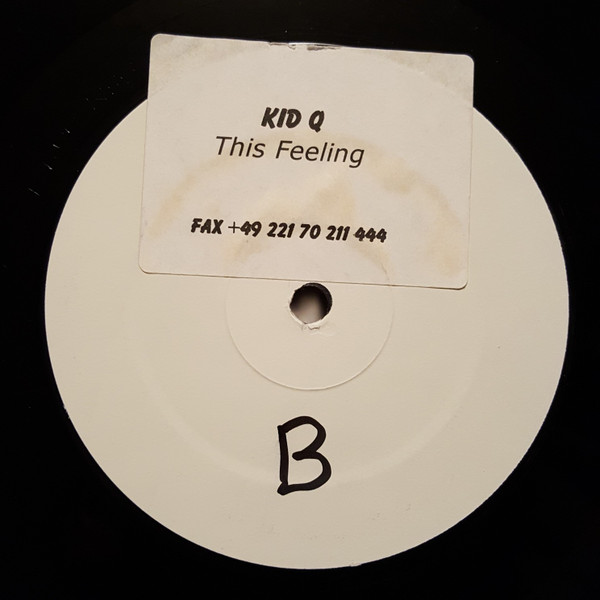 KID Q
This Feeling
FAX +49 221 70 211 444
B